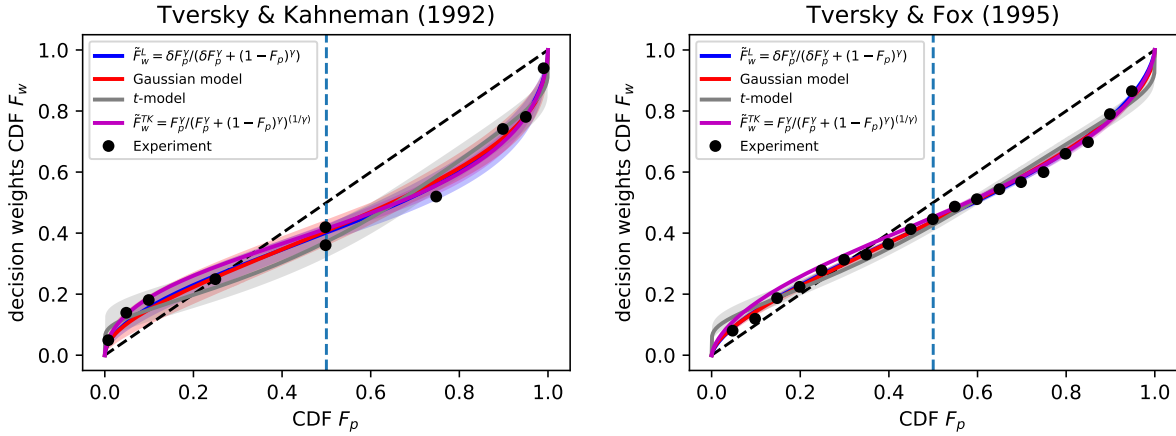 Tversky & Kahneman (1992)
F̃_w^L = δF_p^γ/(δF_p^γ + (1 − F_p)^γ)
Gaussian model
t-model
F̃_w^TK = F_p^γ/(F_p^γ + (1 − F_p)^γ)^(1/γ)
Experiment
decision weights CDF F_w
1.0
0.8
0.6
0.4
0.2
0.0
0.0 0.2 0.4 0.6 0.8 1.0
CDF F_p
Tversky & Fox (1995)
F̃_w^L = δF_p^γ/(δF_p^γ + (1 − F_p)^γ)
Gaussian model
t-model
F̃_w^TK = F_p^γ/(F_p^γ + (1 − F_p)^γ)^(1/γ)
Experiment
decision weights CDF F_w
1.0
0.8
0.6
0.4
0.2
0.0
0.0 0.2 0.4 0.6 0.8 1.0
CDF F_p